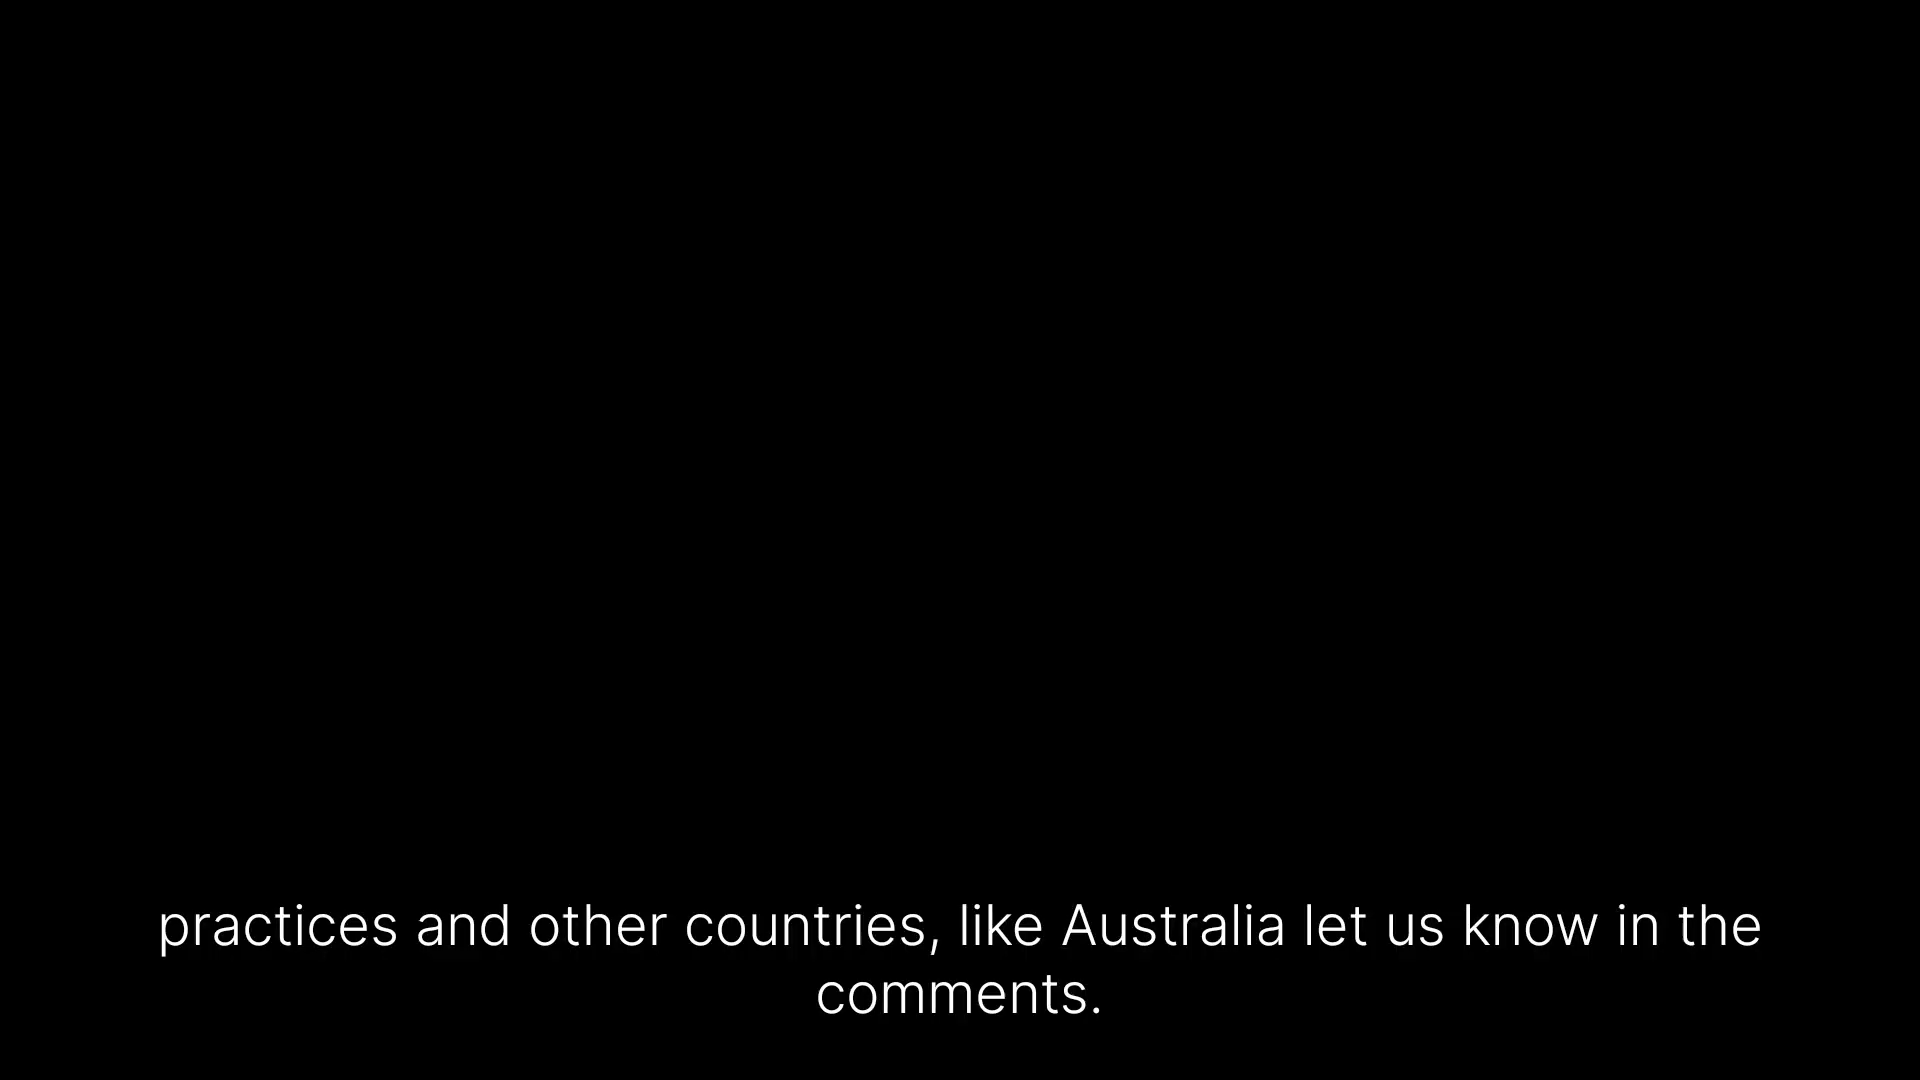 practices and other countries, like Australia let us know in the
comments.